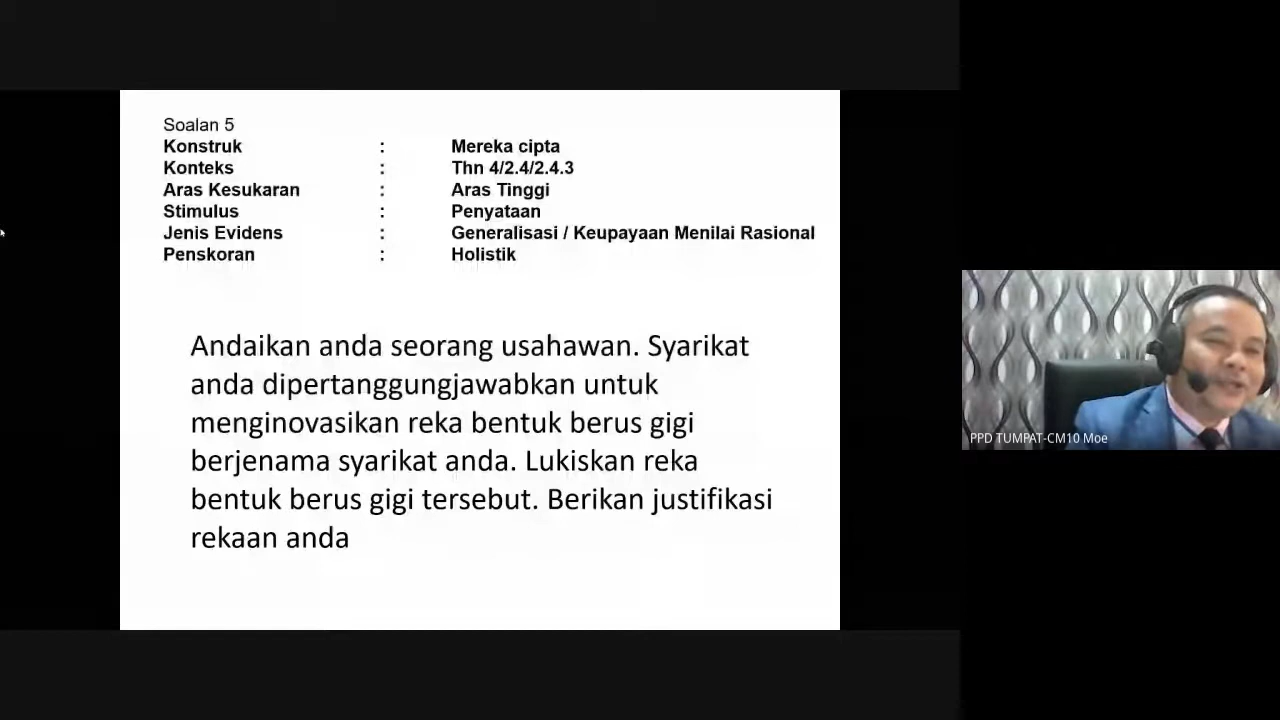 Soalan 5
Konstruk : Mereka cipta
Konteks : Thn 4/2.4/2.4.3
Aras Kesukaran : Aras Tinggi
Stimulus : Penyataan
Jenis Evidens : Generalisasi / Keupayaan Menilai Rasional
Penskoran : Holistik
Andaikan anda seorang usahawan. Syarikat
anda dipertanggungjawabkan untuk
menginovasikan reka bentuk berus gigi
berjenama syarikat anda. Lukiskan reka
bentuk berus gigi tersebut. Berikan justifikasi
rekaan anda
PPD TUMPAT-CM10 Moe